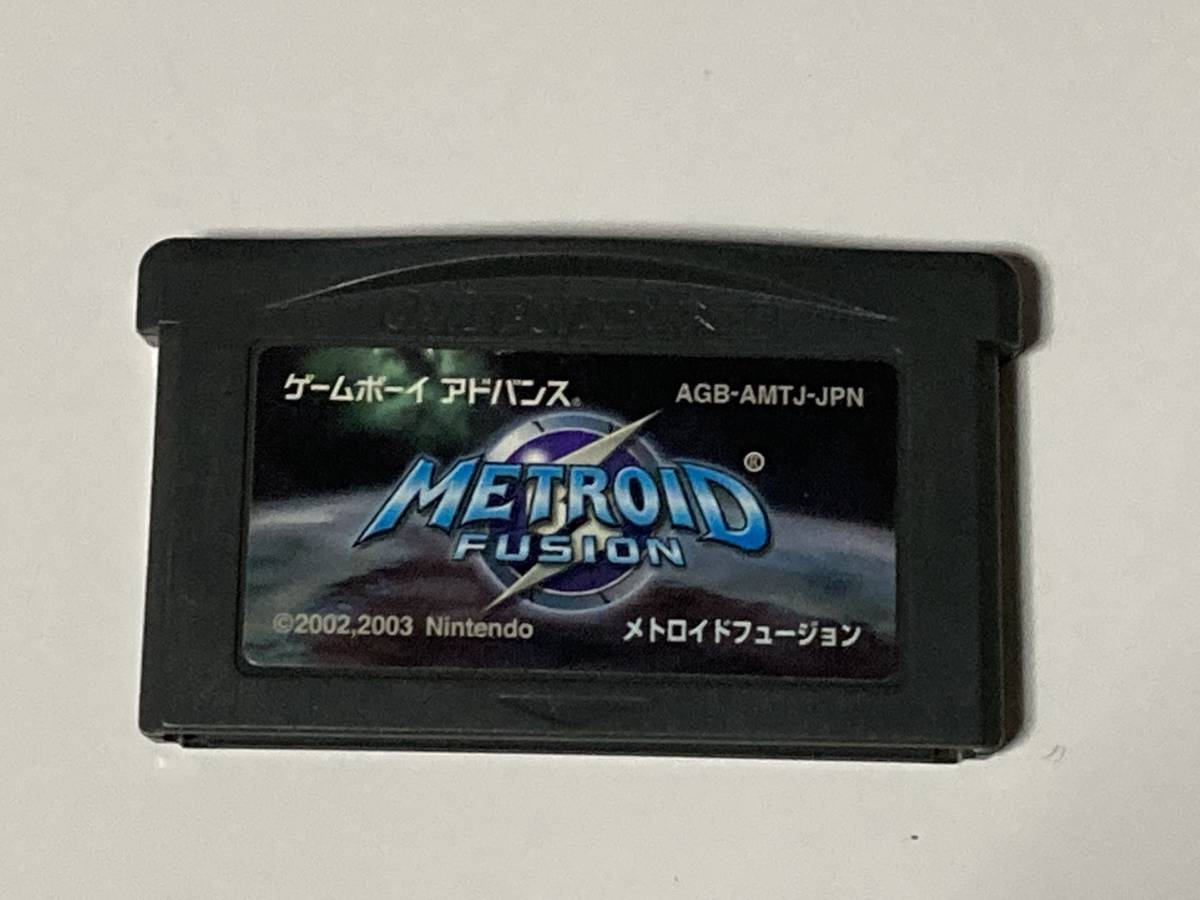 ゲームボーイ アドバンス®
AGB-AMTJ-JPN
METROID®
FUSION
©2002,2003 Nintendo
メトロイドフュージョン